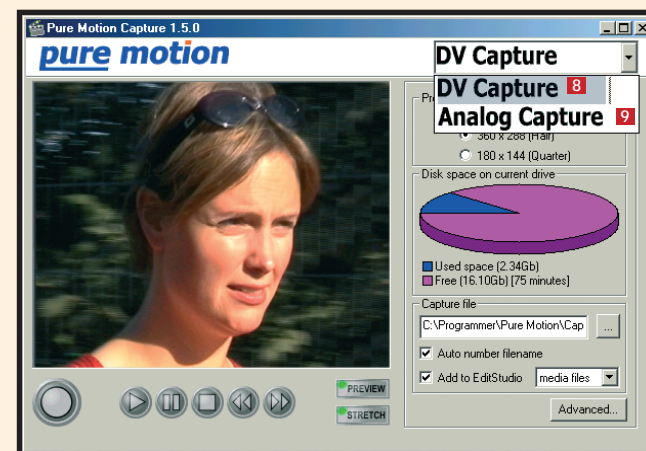 Pure Motion Capture 1.5.0
pure motion
DV Capture
DV Capture 8
Analog Capture 9
360 x 288 (Half)
180 x 144 (Quarter)
Disk space on current drive
Used space (2.34Gb)
Free (16.10Gb) [75 minutes]
Capture file
C:\Programmer\Pure Motion\Cap
...
Auto number filename
Add to EditStudio media files
PREVIEW
STRETCH
Advanced...